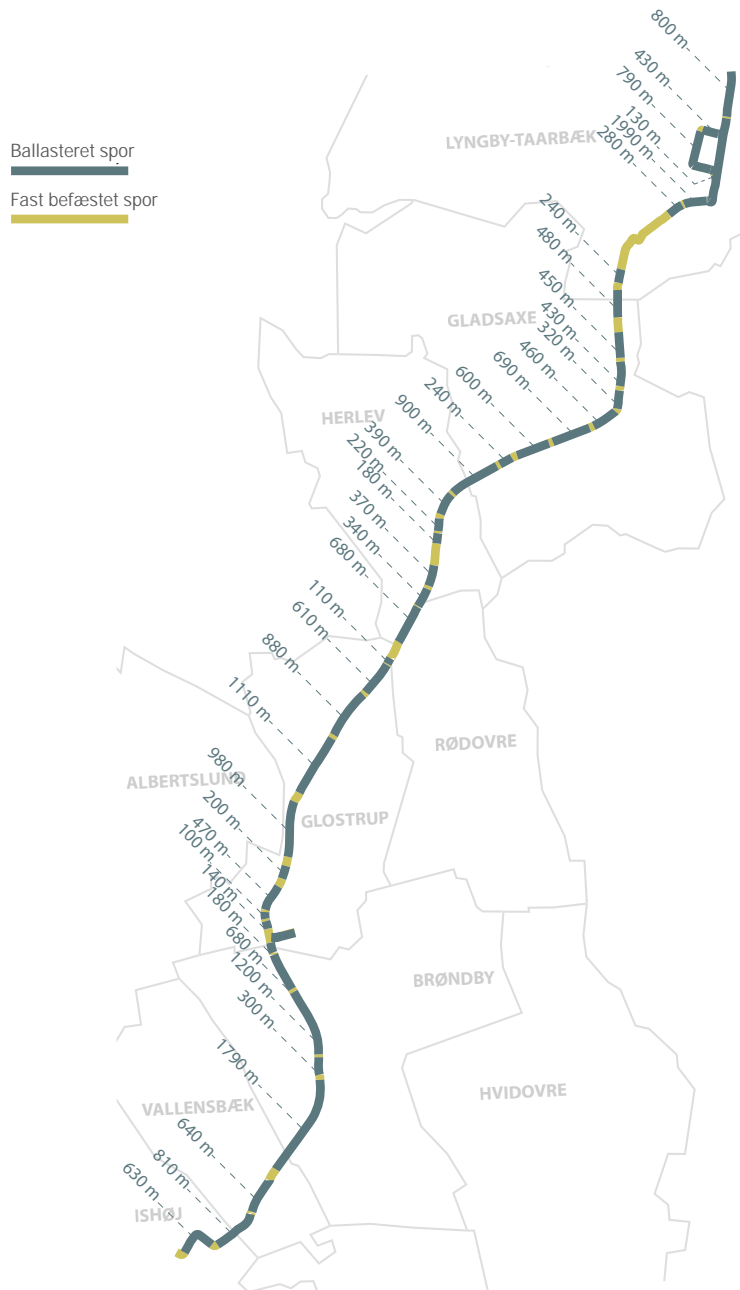 800 m
430 m
790 m
130 m
1990 m
280 m
LYNGBY-TAARBÆK
Ballasteret spor
Fast befæstet spor
240 m
480 m
450 m
430 m
320 m
GLADSAXE
460 m
690 m
600 m
240 m
900 m
HERLEV
390 m
220 m
180 m
370 m
340 m
680 m
110 m
610 m
880 m
1110 m
RØDOVRE
980 m
ALBERTSLUND
200 m
GLOSTRUP
470 m
100 m
140 m
180 m
680 m
1200 m
BRØNDBY
300 m
1790 m
HVIDOVRE
VALLENSBÆK
640 m
810 m
630 m
ISHØJ